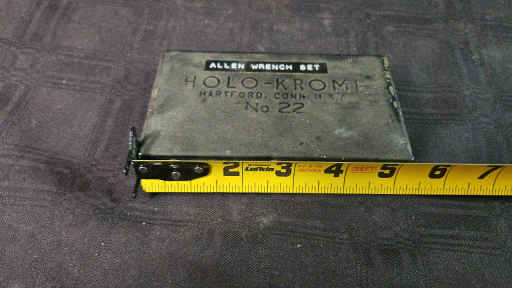 ALLEN WRENCH SET
HOLO-KROME
HARTFORD, CONN. U.S.A.
No. 22
2 Lufkin 3 4 5 6 7